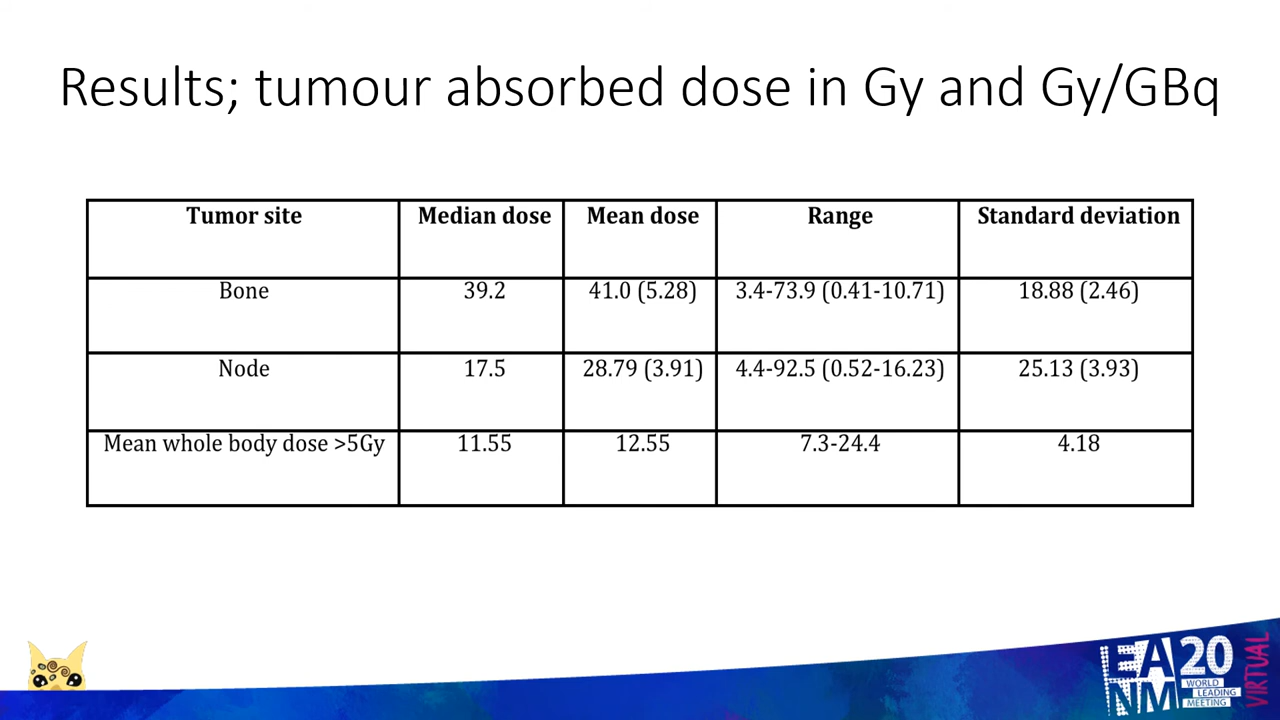 Results; tumour absorbed dose in Gy and Gy/GBq
Tumor site Median dose Mean dose Range Standard deviation
Bone 39.2 41.0 (5.28) 3.4-73.9 (0.41-10.71) 18.88 (2.46)
Node 17.5 28.79 (3.91) 4.4-92.5 (0.52-16.23) 25.13 (3.93)
Mean whole body dose >5Gy 11.55 12.55 7.3-24.4 4.18
EANM 20
WORLD
LEADING
MEETING
VIRTUAL